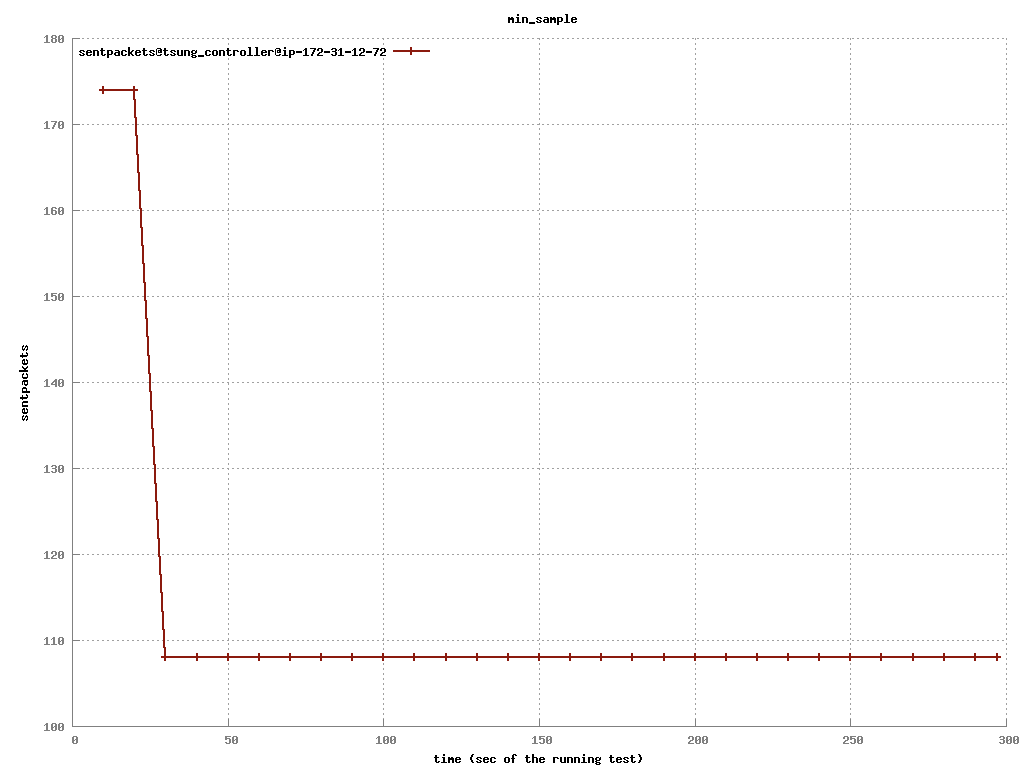 min_sample
180
sentpackets@tsung_controller@ip-172-31-12-72
170
160
150
140
sentpackets
130
120
110
100
0 50 100 150 200 250 300
time (sec of the running test)